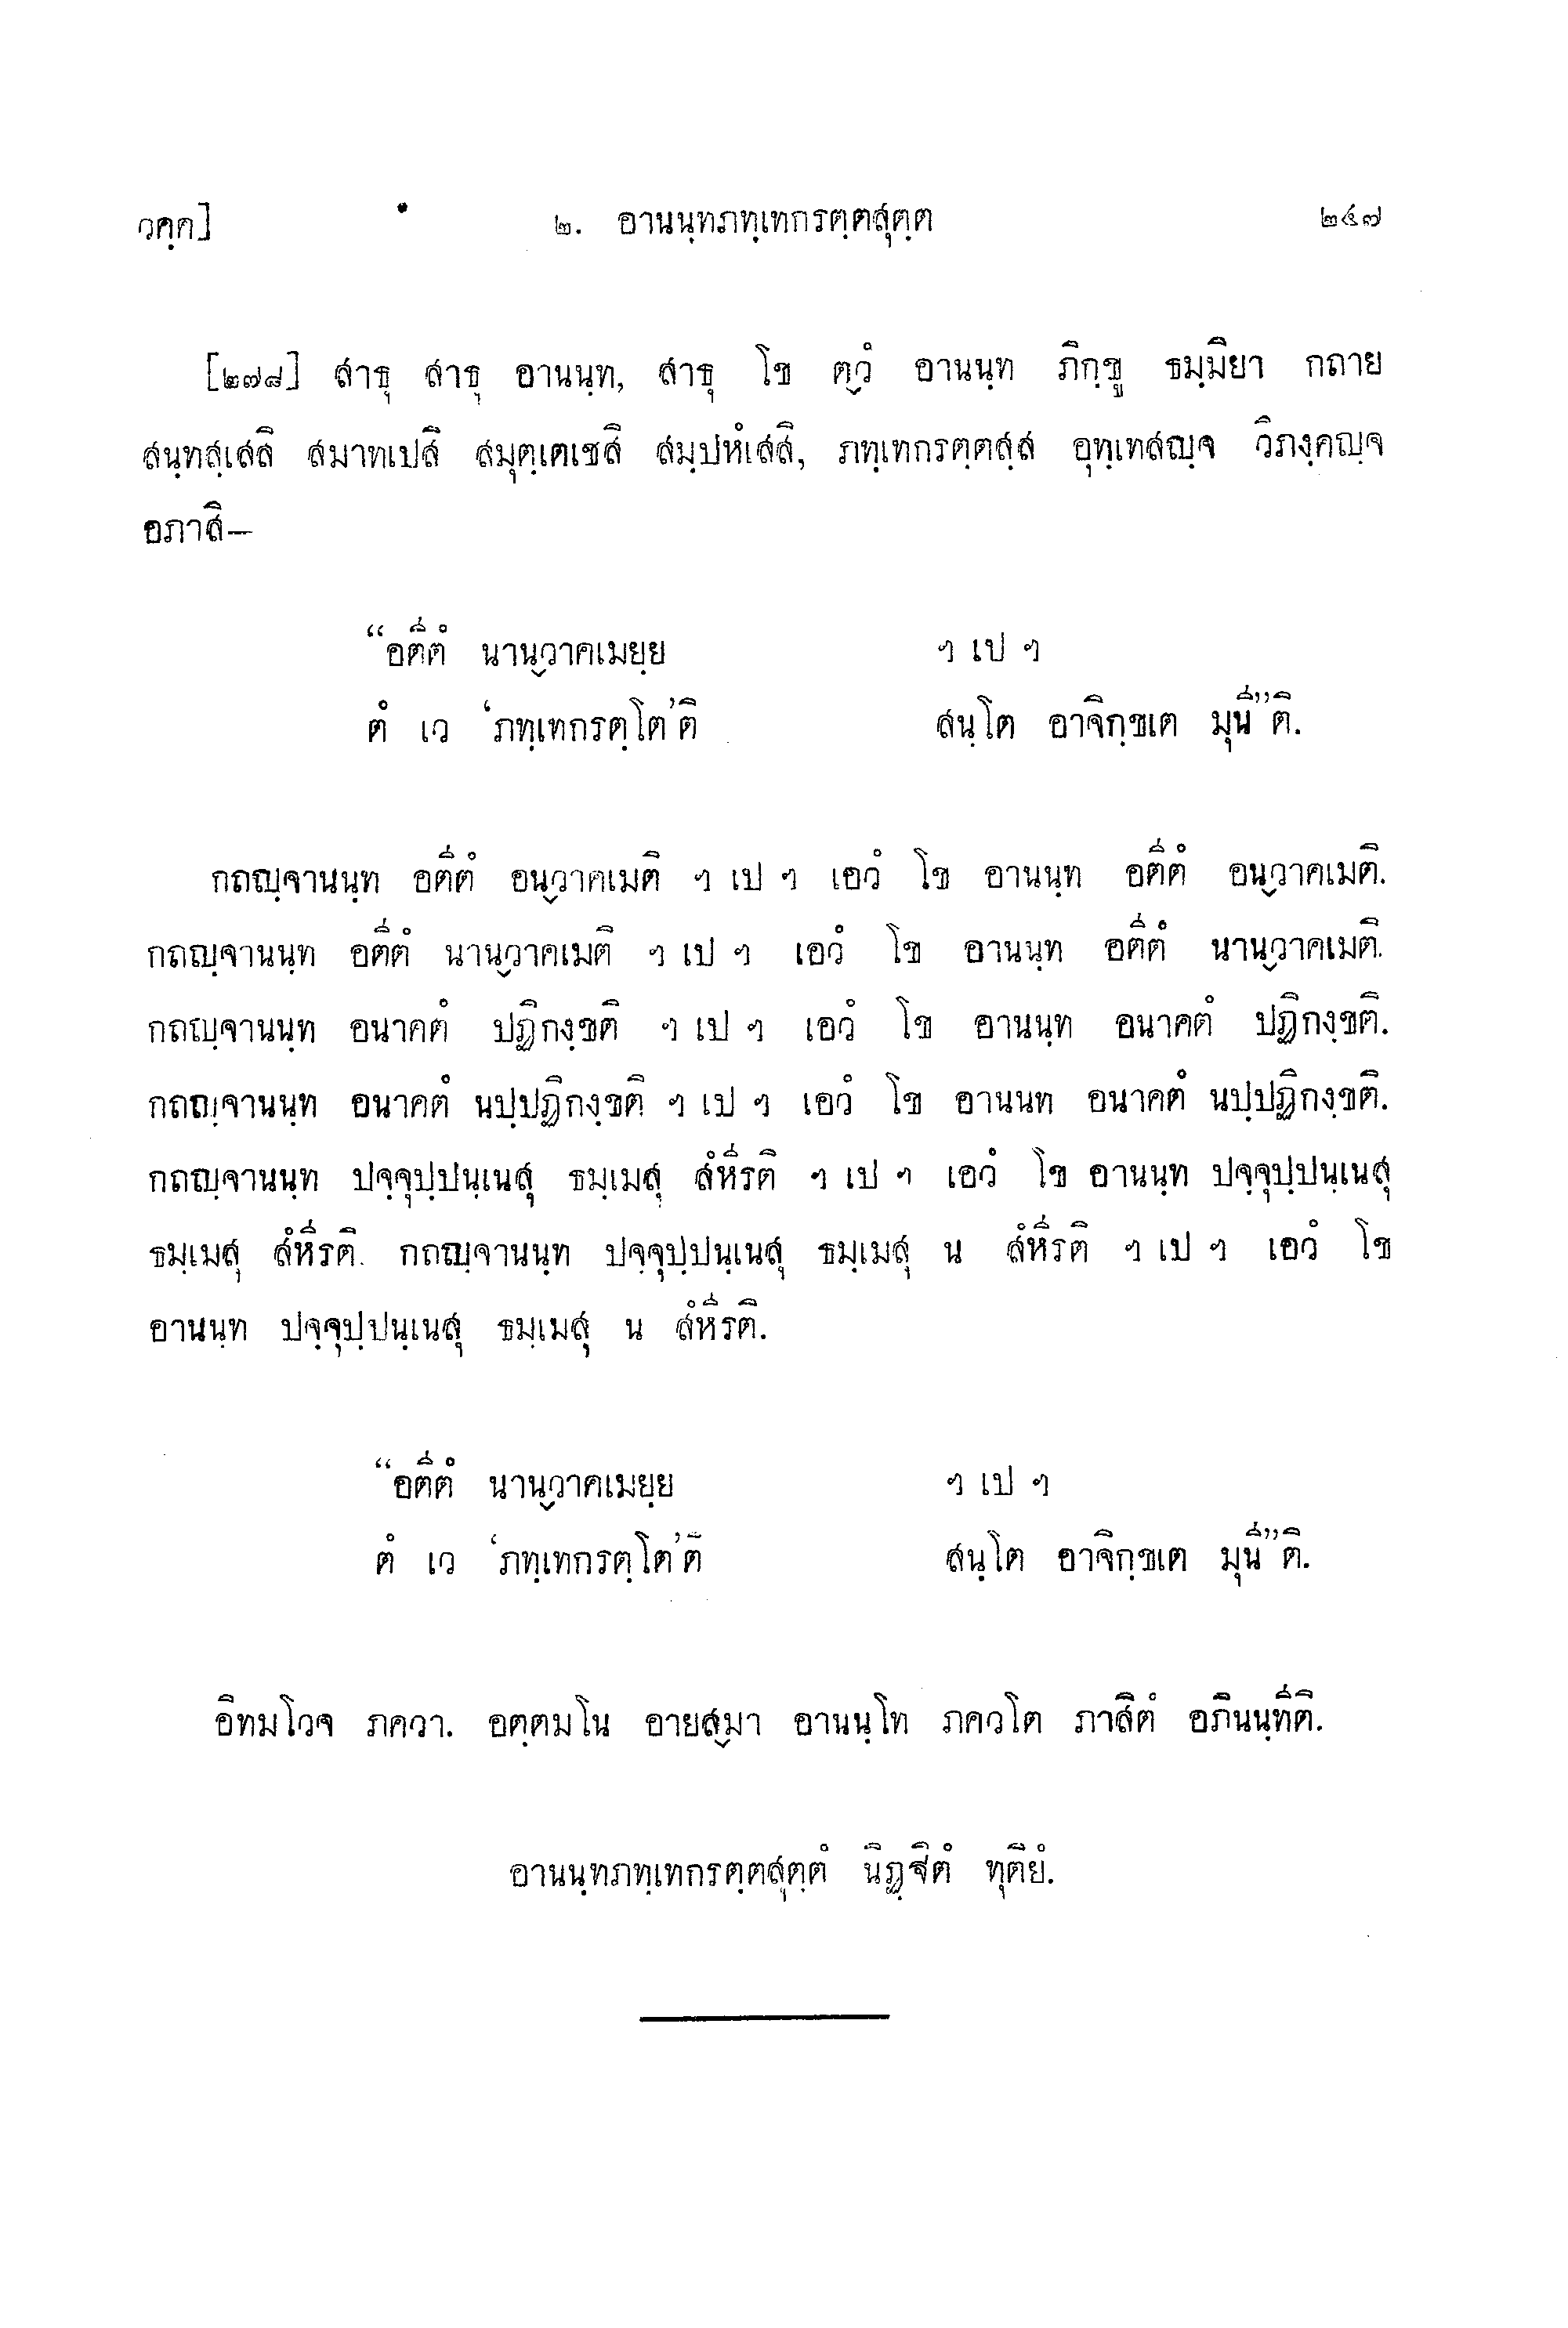 วคฺค] ๒. อานนฺทภทฺเทกรตฺตสุตฺต ๒๔๗
[๒๗๘] สาธุ สาธุ อานนฺท, สาธุ โข ตฺวํ อานนฺท ภิกฺขู ธมฺมิยา กถาย
สนฺทสฺเสสิ สมาทเปสิ สมุตฺเตเชสิ สมฺปหํเสสิ, ภทฺเทกรตฺตสฺส อุทฺเทสญฺจ วิภงฺคญฺจ
อภาสิ—
“อตีตํ นานฺวาคเมยฺย ฯ เป ฯ
ตํ เว ‘ภทฺเทกรตฺโต’ติ สนฺโต อาจิกฺขเต มุนี”ติ.
กถญฺจานนฺท อตีตํ อนฺวาคเมติ ฯ เป ฯ เอวํ โข อานนฺท อตีตํ อนฺวาคเมติ.
กถญฺจานนฺท อตีตํ นานฺวาคเมติ ฯ เป ฯ เอวํ โข อานนฺท อตีตํ นานฺวาคเมติ.
กถญฺจานนฺท อนาคตํ ปฏิกงฺขติ ฯ เป ฯ เอวํ โข อานนฺท อนาคตํ ปฏิกงฺขติ.
กถญฺจานนฺท อนาคตํ นปฺปฏิกงฺขติ ฯ เป ฯ เอวํ โข อานนท อนาคตํ นปฺปฏิกงฺขติ.
กถญฺจานนฺท ปจฺจุปฺปนฺเนสุ ธมฺเมสุ สํหีรติ ฯ เป ฯ เอวํ โข อานนฺท ปจฺจุปฺปนฺเนสุ
ธมฺเมสุ สํหีรติ. กถญฺจานนฺท ปจฺจุปฺปนฺเนสุ ธมฺเมสุ น สํหีรติ ฯ เป ฯ เอวํ โข
อานนฺท ปจฺจุปฺปนฺเนสุ ธมฺเมสุ น สํหีรติ.
“อตีตํ นานฺวาคเมยฺย ฯ เป ฯ
ตํ เว ‘ภทฺเทกรตฺโต’ติ สนฺโต อาจิกฺขเต มุนี”ติ.
อิทมโวจ ภควา. อตฺตมโน อายสฺมา อานนฺโท ภควโต ภาสิตํ อภินนฺทีติ.
อานนฺทภทฺเทกรตฺตสุตฺตํ นิฏฺฐิตํ ทุติยํ.